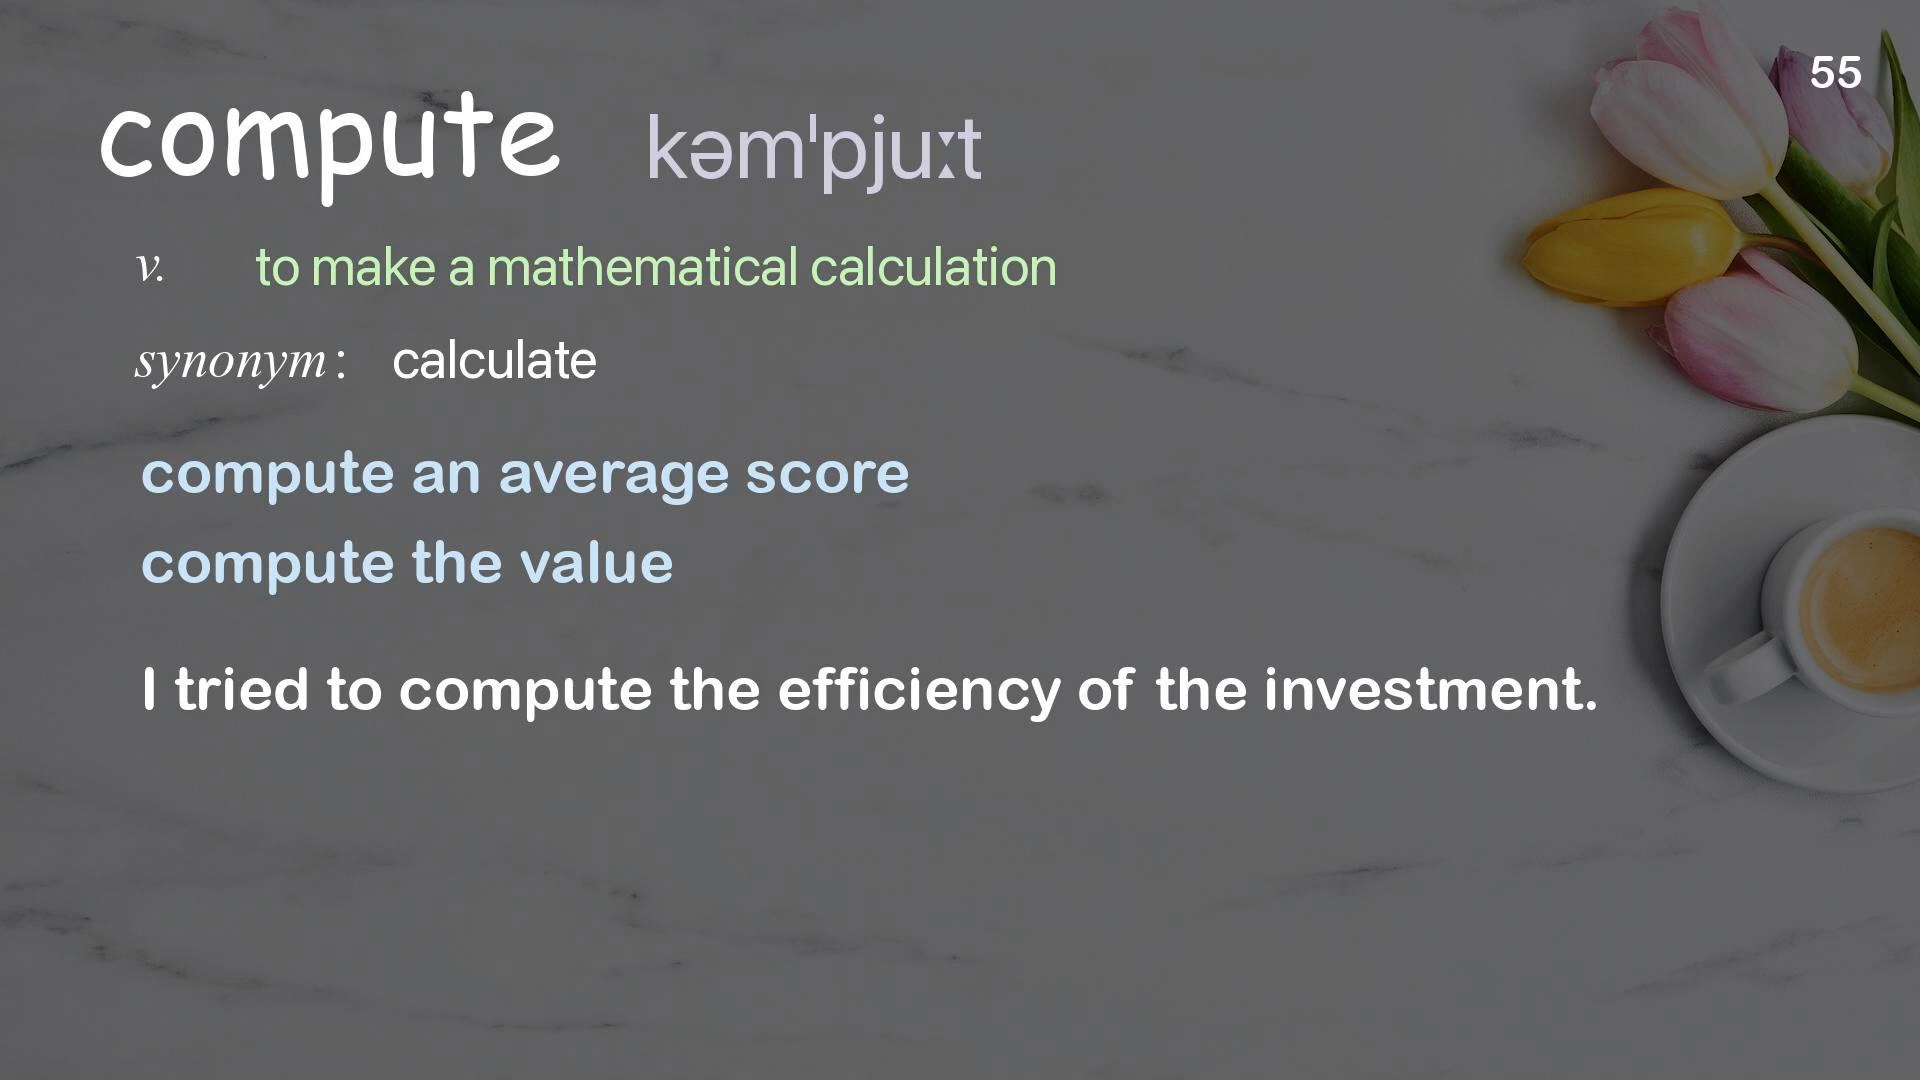 55
compute kəmˈpjuːt
v. to make a mathematical calculation
synonym: calculate
compute an average score
compute the value
I tried to compute the efficiency of the investment.